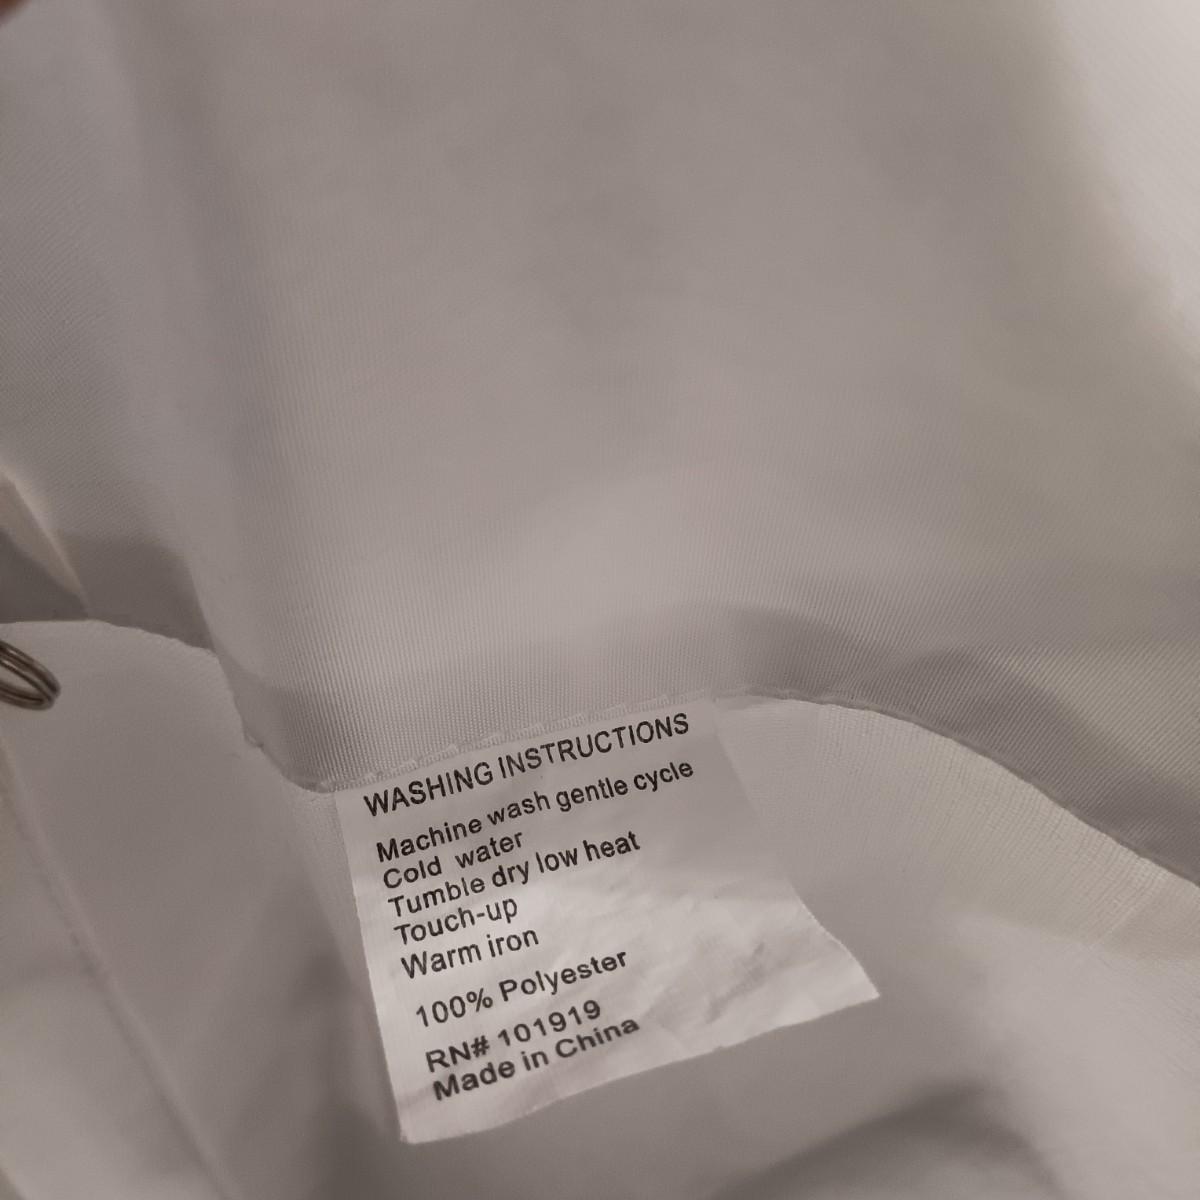 WASHING INSTRUCTIONS
Machine wash gentle cycle
Cold water
Tumble dry low heat
Touch-up
Warm iron
100% Polyester
RN# 101919
Made in China